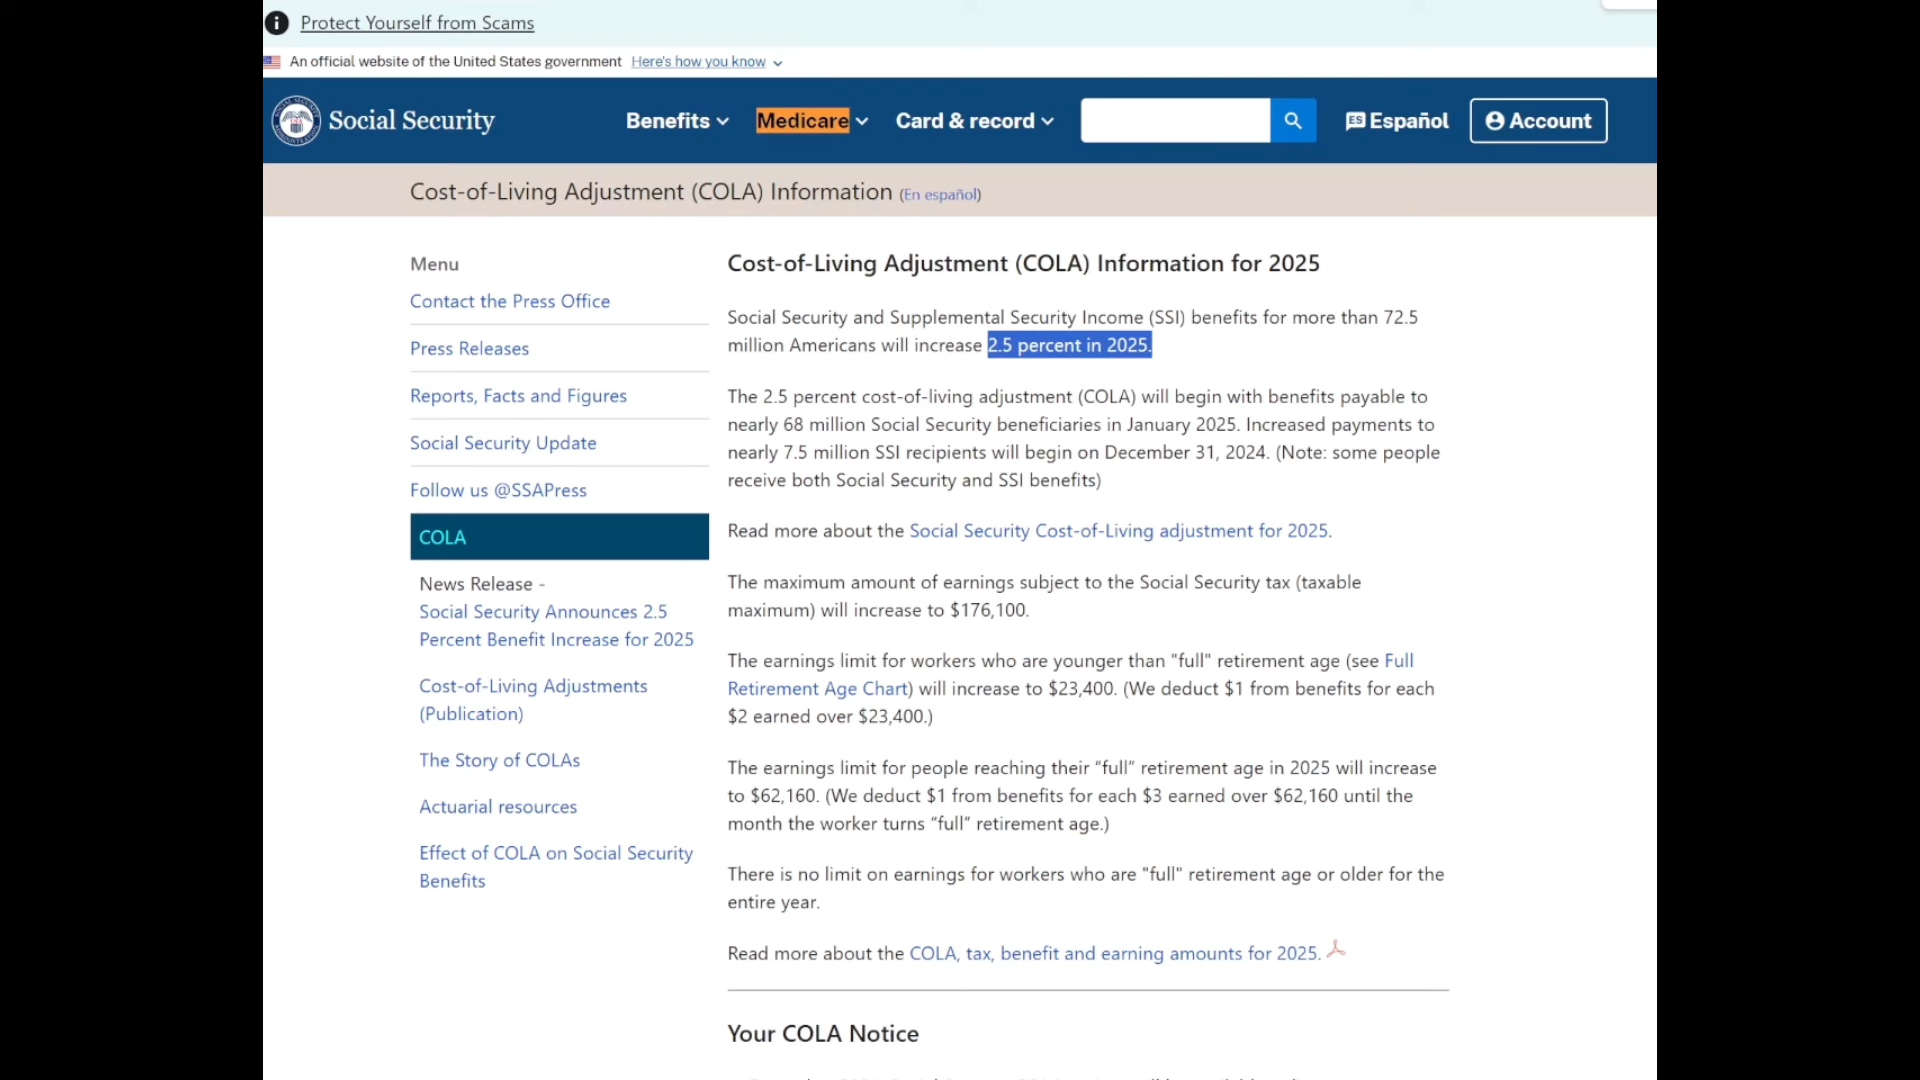 Protect Yourself from Scams
An official website of the United States government Here's how you know
Social Security
Benefits
Medicare
Card & record
ES Español
Account
Cost-of-Living Adjustment (COLA) Information (En español)
Menu
Contact the Press Office
Press Releases
Reports, Facts and Figures
Social Security Update
Follow us @SSAPress
COLA
News Release -
Social Security Announces 2.5
Percent Benefit Increase for 2025
Cost-of-Living Adjustments
(Publication)
The Story of COLAs
Actuarial resources
Effect of COLA on Social Security
Benefits
Cost-of-Living Adjustment (COLA) Information for 2025
Social Security and Supplemental Security Income (SSI) benefits for more than 72.5
million Americans will increase 2.5 percent in 2025.
The 2.5 percent cost-of-living adjustment (COLA) will begin with benefits payable to
nearly 68 million Social Security beneficiaries in January 2025. Increased payments to
nearly 7.5 million SSI recipients will begin on December 31, 2024. (Note: some people
receive both Social Security and SSI benefits)
Read more about the Social Security Cost-of-Living adjustment for 2025.
The maximum amount of earnings subject to the Social Security tax (taxable
maximum) will increase to $176,100.
The earnings limit for workers who are younger than "full" retirement age (see Full
Retirement Age Chart) will increase to $23,400. (We deduct $1 from benefits for each
$2 earned over $23,400.)
The earnings limit for people reaching their “full” retirement age in 2025 will increase
to $62,160. (We deduct $1 from benefits for each $3 earned over $62,160 until the
month the worker turns “full” retirement age.)
There is no limit on earnings for workers who are "full" retirement age or older for the
entire year.
Read more about the COLA, tax, benefit and earning amounts for 2025.
Your COLA Notice